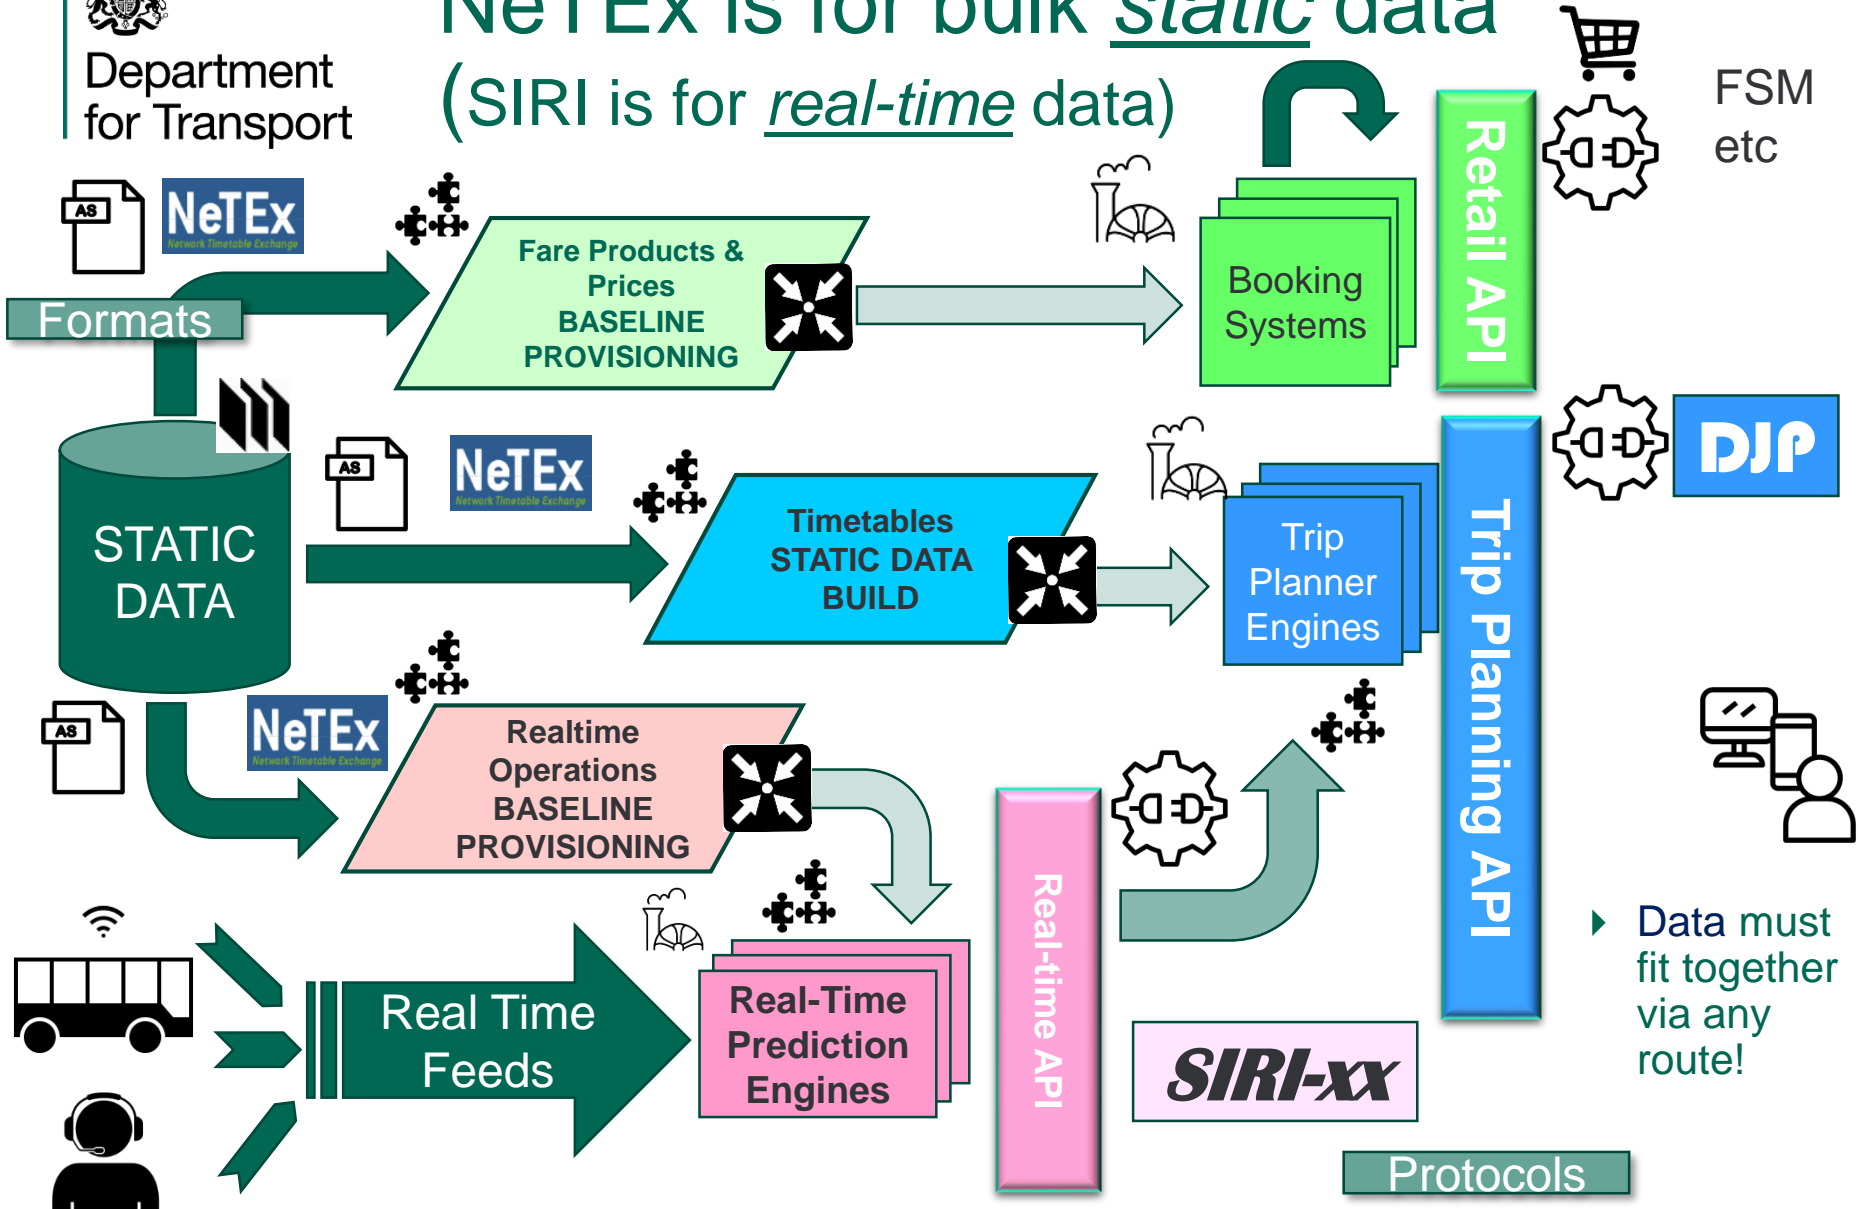 NeTEx is for bulk static data
(SIRI is for real-time data)
Department
for Transport
FSM
etc
AS
NeTEx
Network Timetable Exchange
Formats
Fare Products &
Prices
BASELINE
PROVISIONING
Booking
Systems
Retail API
STATIC
DATA
AS
NeTEx
Network Timetable Exchange
Timetables
STATIC DATA
BUILD
Trip
Planner
Engines
Trip Planning API
DJP
AS
NeTEx
Network Timetable Exchange
Realtime
Operations
BASELINE
PROVISIONING
Real Time
Feeds
Real-Time
Prediction
Engines
Real-time API
SIRI-xx
Data must
fit together
via any
route!
Protocols